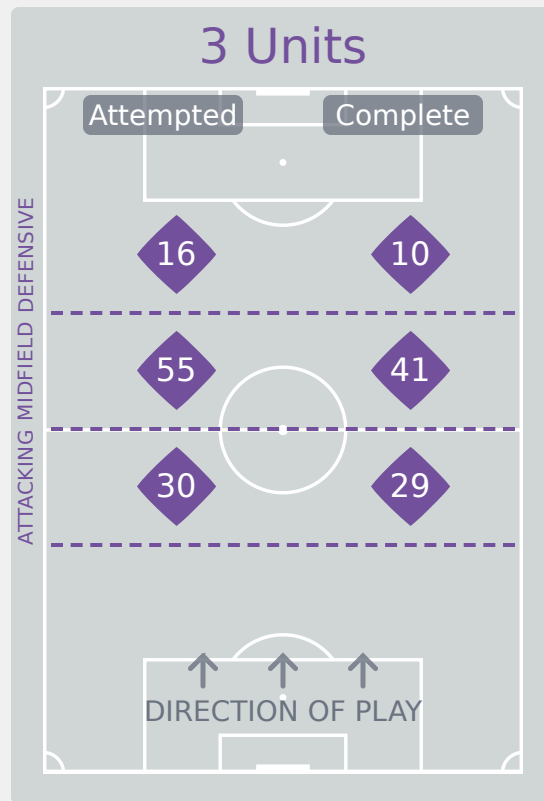 3 Units
Attempted
Complete
ATTACKING MIDFIELD DEFENSIVE
16
10
55
41
30
29
DIRECTION OF PLAY